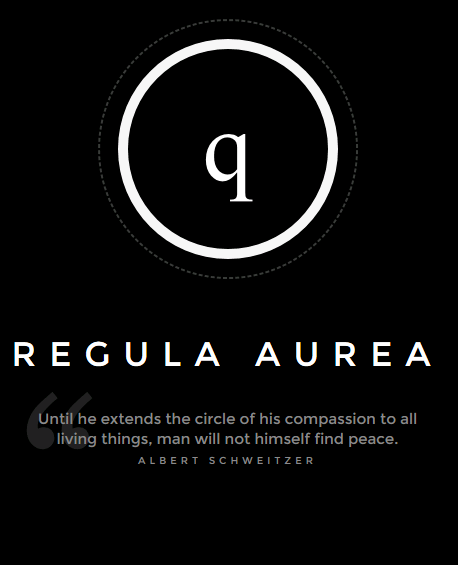 q
REGULA AUREA
“
Until he extends the circle of his compassion to all
living things, man will not himself find peace.
ALBERT SCHWEITZER